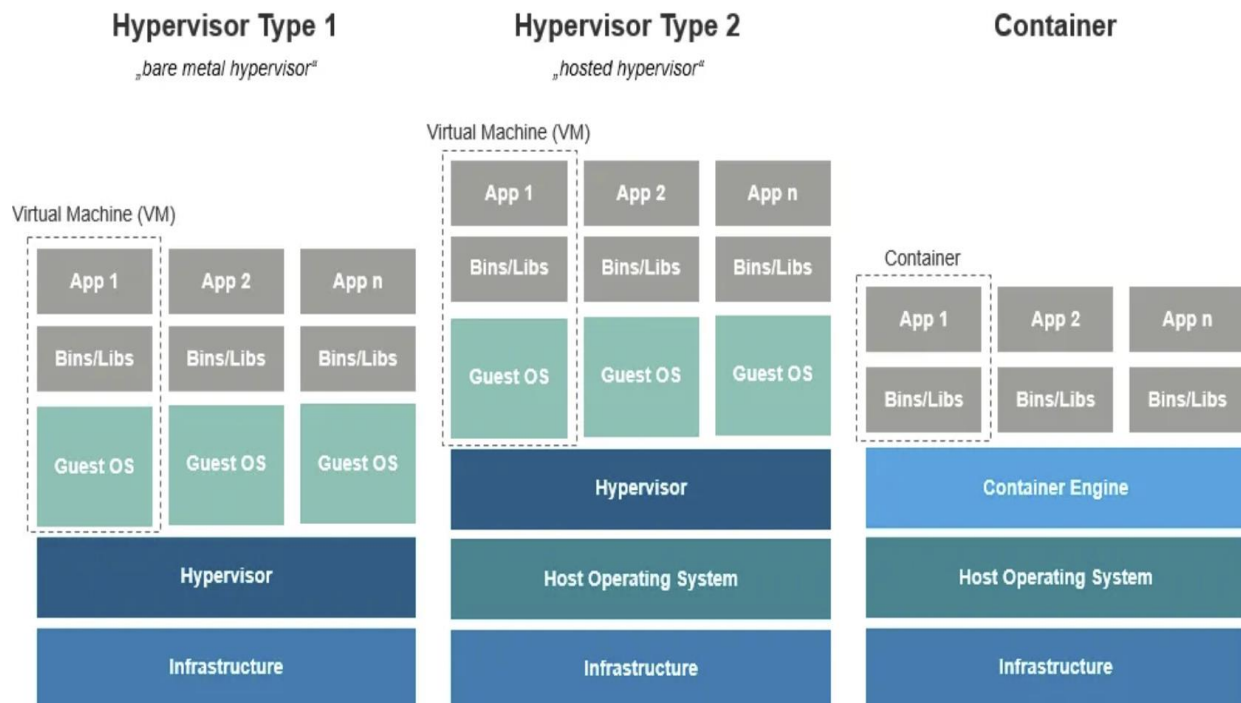 Hypervisor Type 1
„bare metal hypervisor“
Virtual Machine (VM)
App 1
App 2
App n
Bins/Libs
Bins/Libs
Bins/Libs
Guest OS
Guest OS
Guest OS
Hypervisor
Infrastructure
Hypervisor Type 2
„hosted hypervisor“
Virtual Machine (VM)
App 1
App 2
App n
Bins/Libs
Bins/Libs
Bins/Libs
Guest OS
Guest OS
Guest OS
Hypervisor
Host Operating System
Infrastructure
Container
Container
App 1
App 2
App n
Bins/Libs
Bins/Libs
Bins/Libs
Container Engine
Host Operating System
Infrastructure